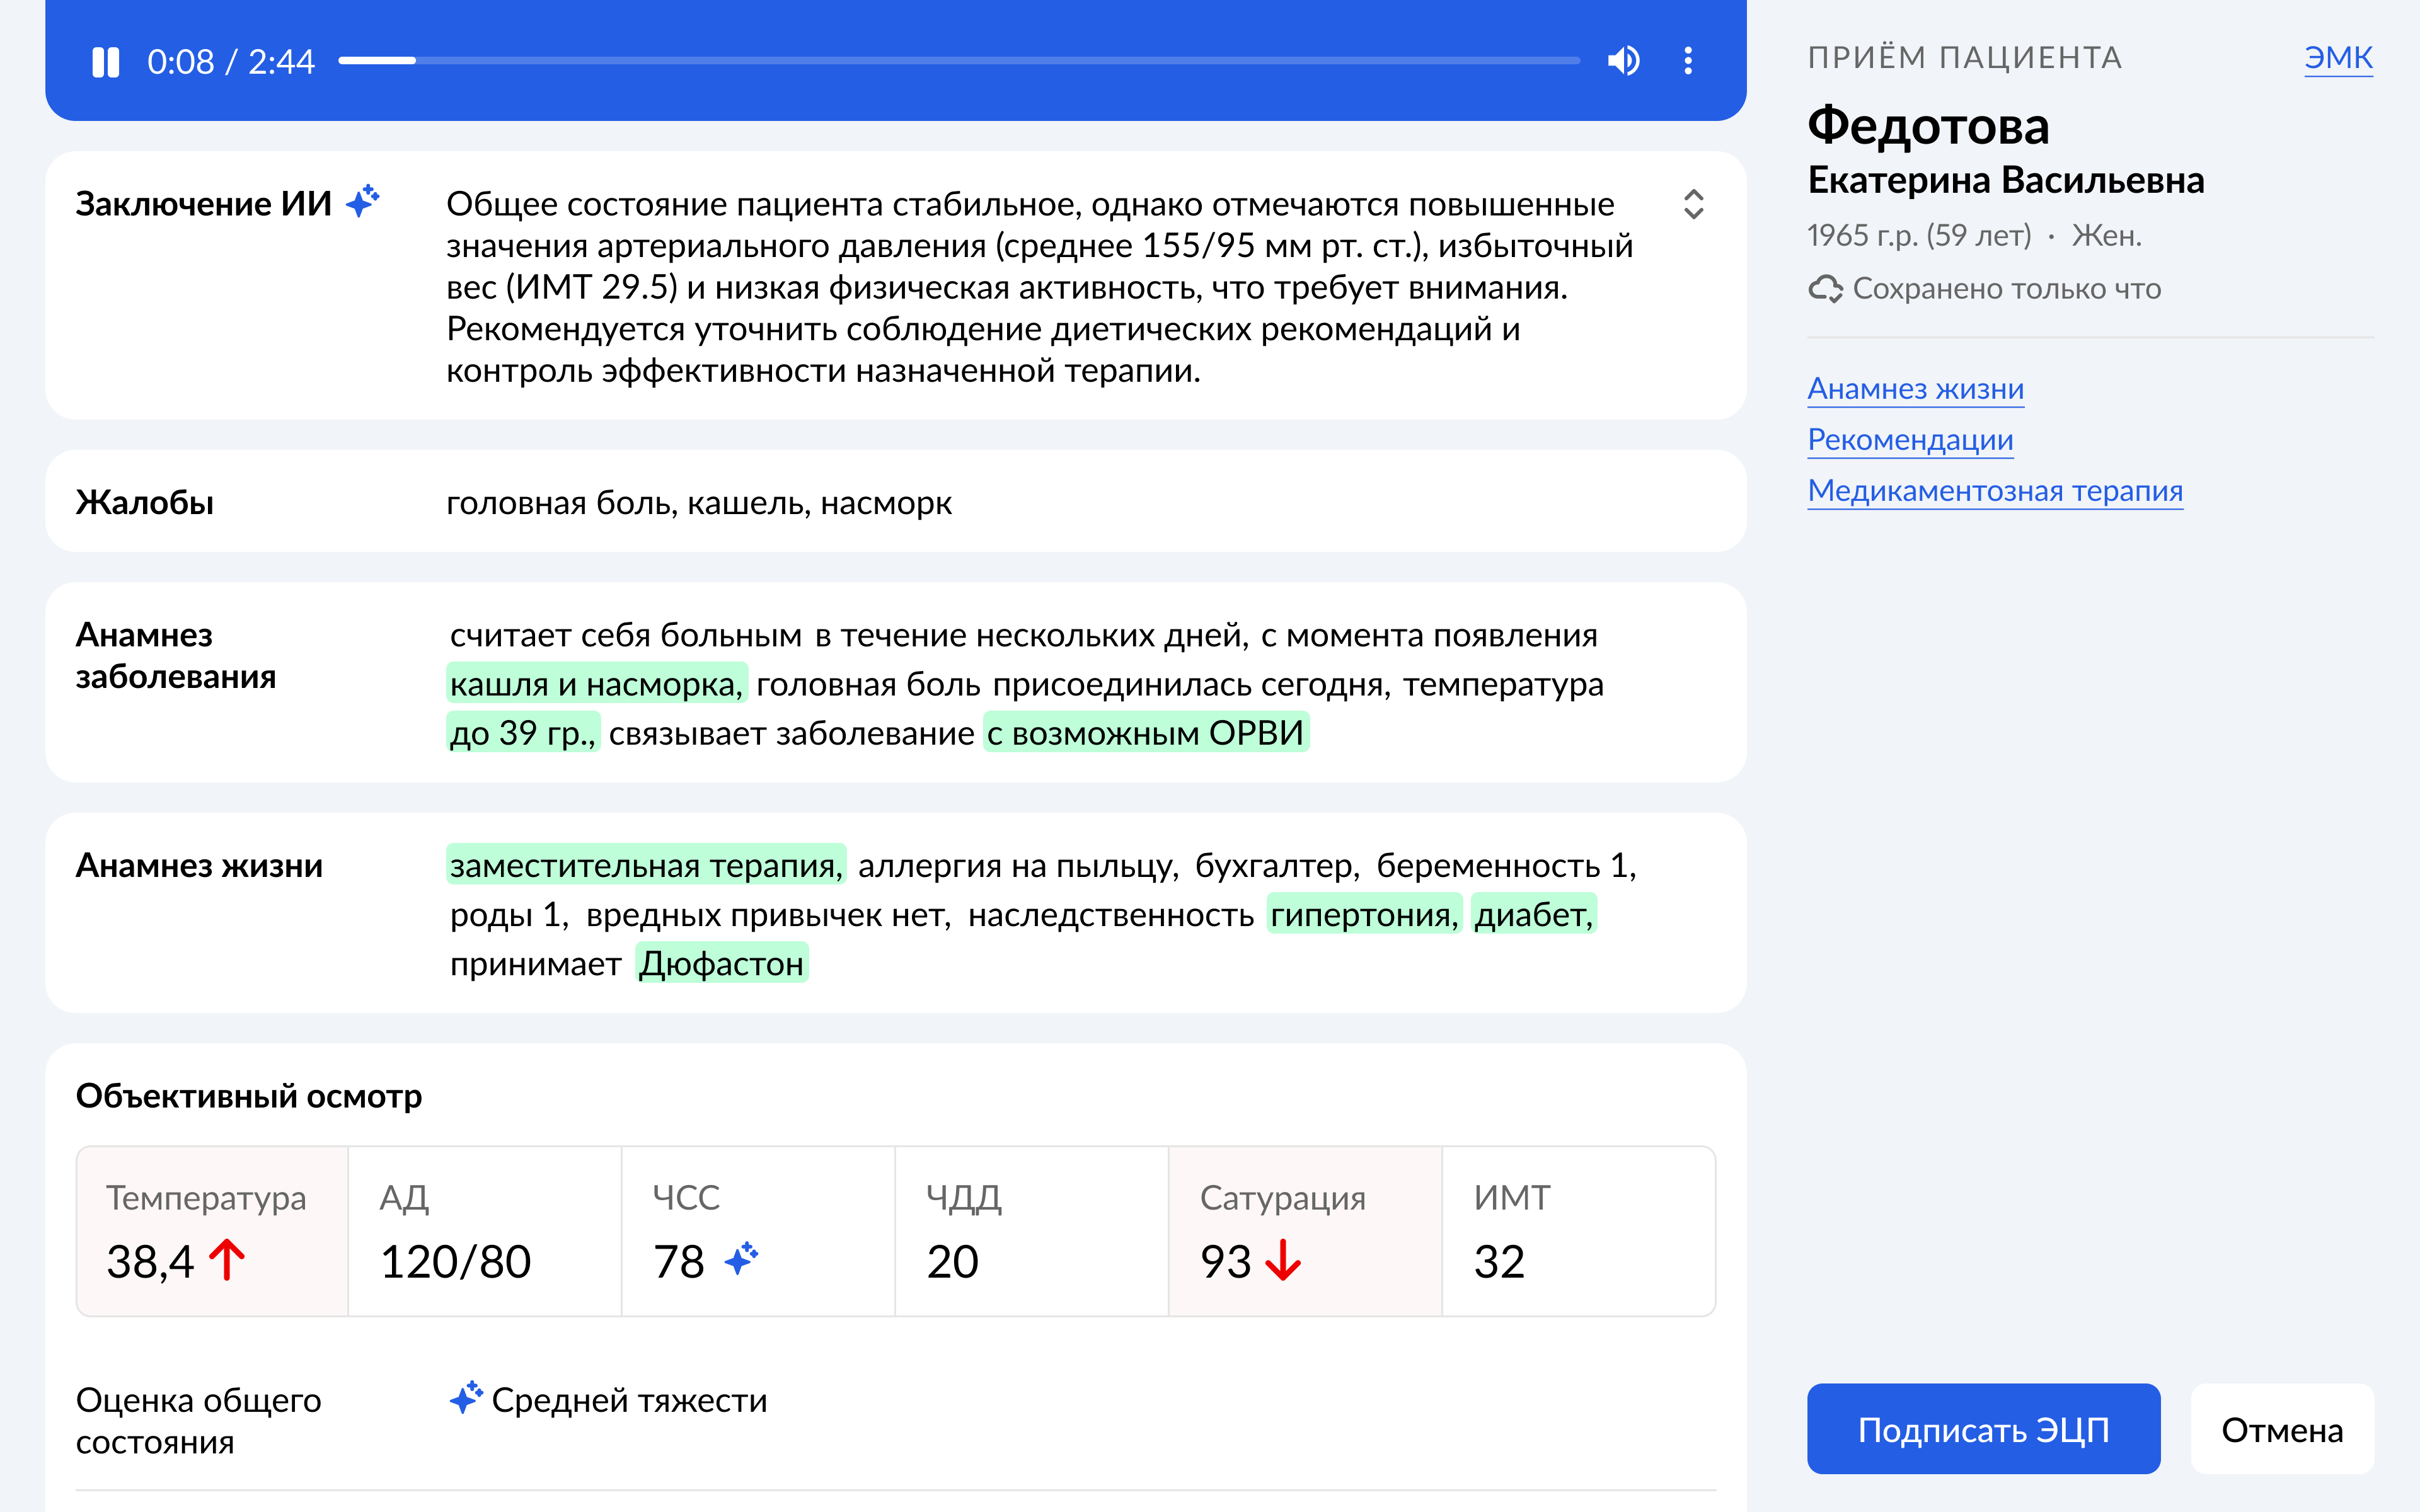 0:08 / 2:44
Заключение ИИ
Общее состояние пациента стабильное, однако отмечаются повышенные
значения артериального давления (среднее 155/95 мм рт. ст.), избыточный
вес (ИМТ 29.5) и низкая физическая активность, что требует внимания.
Рекомендуется уточнить соблюдение диетических рекомендаций и
контроль эффективности назначенной терапии.
Жалобы
головная боль, кашель, насморк
Анамнез
заболевания
считает себя больным в течение нескольких дней, с момента появления
кашля и насморка, головная боль присоединилась сегодня, температура
до 39 гр., связывает заболевание с возможным ОРВИ
Анамнез жизни
заместительная терапия, аллергия на пыльцу, бухгалтер, беременность 1,
роды 1, вредных привычек нет, наследственность гипертония, диабет,
принимает Дюфастон
Объективный осмотр
Температура
38,4
АД
120/80
ЧСС
78
ЧДД
20
Сатурация
93
ИМТ
32
Оценка общего
состояния
Средней тяжести
ПРИЁМ ПАЦИЕНТА
ЭМК
Федотова
Екатерина Васильевна
1965 г.р. (59 лет) · Жен.
Сохранено только что
Анамнез жизни
Рекомендации
Медикаментозная терапия
Подписать ЭЦП
Отмена